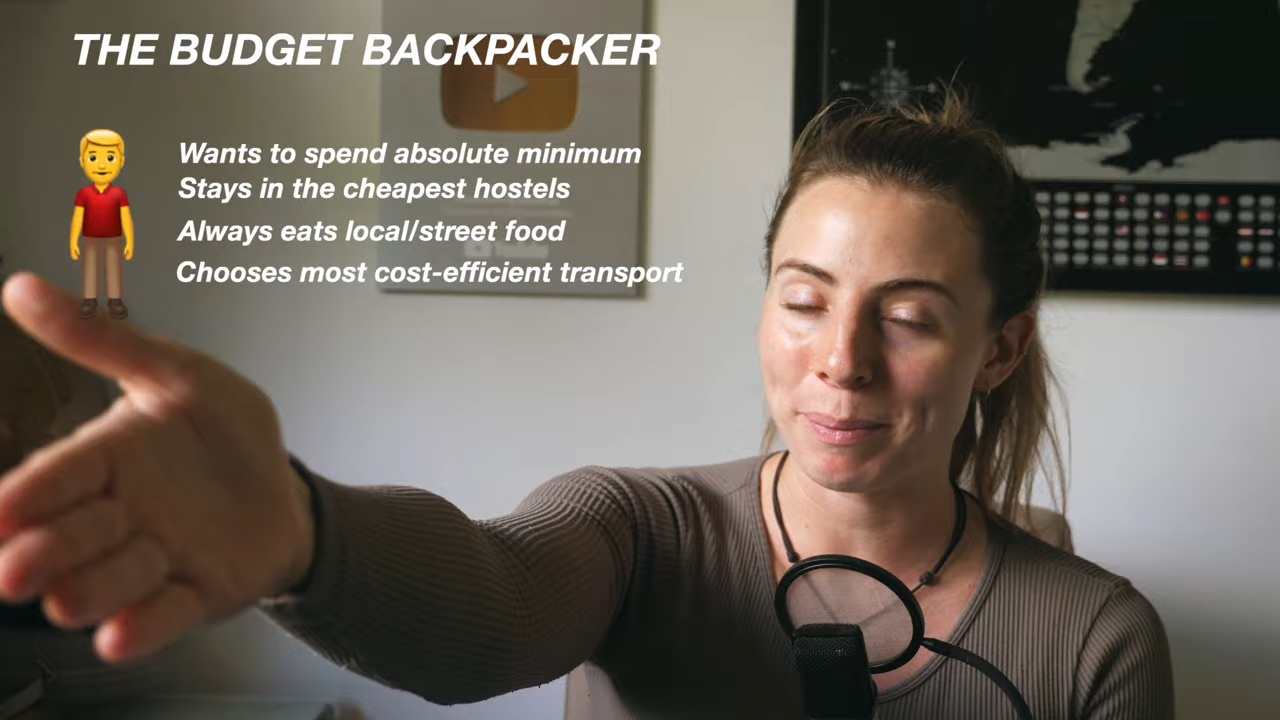 THE BUDGET BACKPACKER
Wants to spend absolute minimum
Stays in the cheapest hostels
Always eats local/street food
Chooses most cost-efficient transport